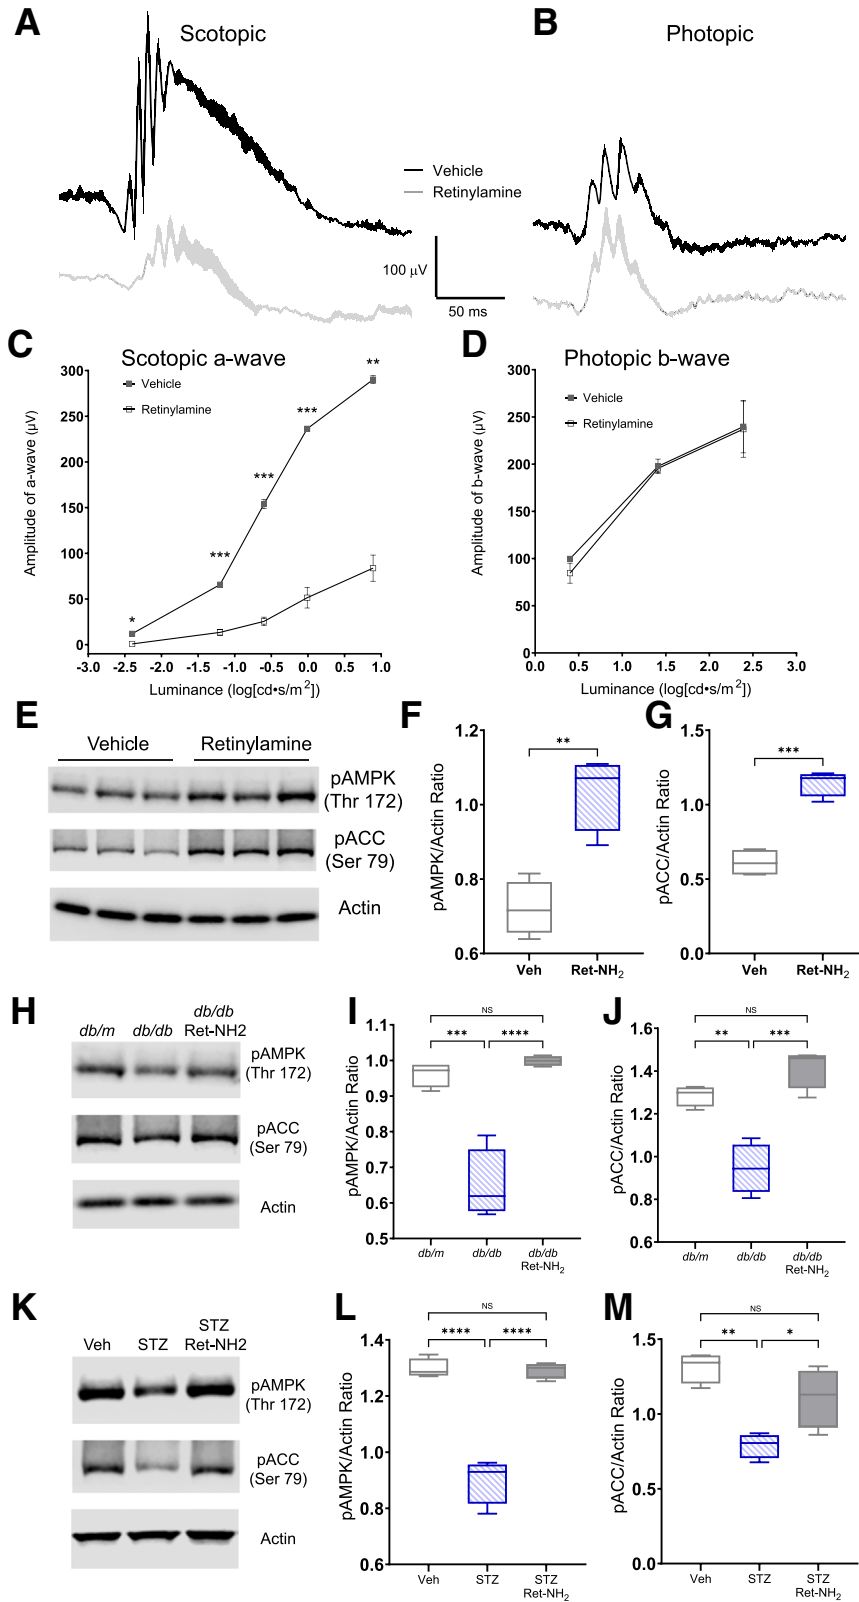 A
Scotopic
B
Photopic
Vehicle
Retinylamine
100 µV
50 ms
C
Scotopic a-wave
Vehicle
Retinylamine
Amplitude of a-wave (µV)
300
250
200
150
100
50
0
*
***
***
***
**
-3.0 -2.5 -2.0 -1.5 -1.0 -0.5 0.0 0.5 1.0
Luminance (log[cd•s/m²])
D
Photopic b-wave
Vehicle
Retinylamine
Amplitude of b-wave (µV)
300
250
200
150
100
50
0
0.0 0.5 1.0 1.5 2.0 2.5 3.0
Luminance (log[cd•s/m²])
E
Vehicle Retinylamine
pAMPK
(Thr 172)
pACC
(Ser 79)
Actin
F
pAMPK/Actin Ratio
1.2
1.0
0.8
0.6
**
Veh Ret-NH₂
G
pACC/Actin Ratio
1.5
1.0
0.5
0.0
***
Veh Ret-NH₂
H
db/m db/db db/db
Ret-NH2
pAMPK
(Thr 172)
pACC
(Ser 79)
Actin
I
pAMPK/Actin Ratio
1.1
1.0
0.9
0.8
0.7
0.6
0.5
NS
*** ****
db/m db/db db/db
Ret-NH₂
J
pACC/Actin Ratio
1.6
1.4
1.2
1.0
0.8
0.6
NS
** ***
db/m db/db db/db
Ret-NH₂
K
Veh STZ STZ
Ret-NH2
pAMPK
(Thr 172)
pACC
(Ser 79)
Actin
L
pAMPK/Actin Ratio
1.4
1.2
1.0
0.8
0.6
NS
**** ****
Veh STZ STZ
Ret-NH₂
M
pACC/Actin Ratio
1.5
1.0
0.5
0.0
NS
** *
Veh STZ STZ
Ret-NH₂